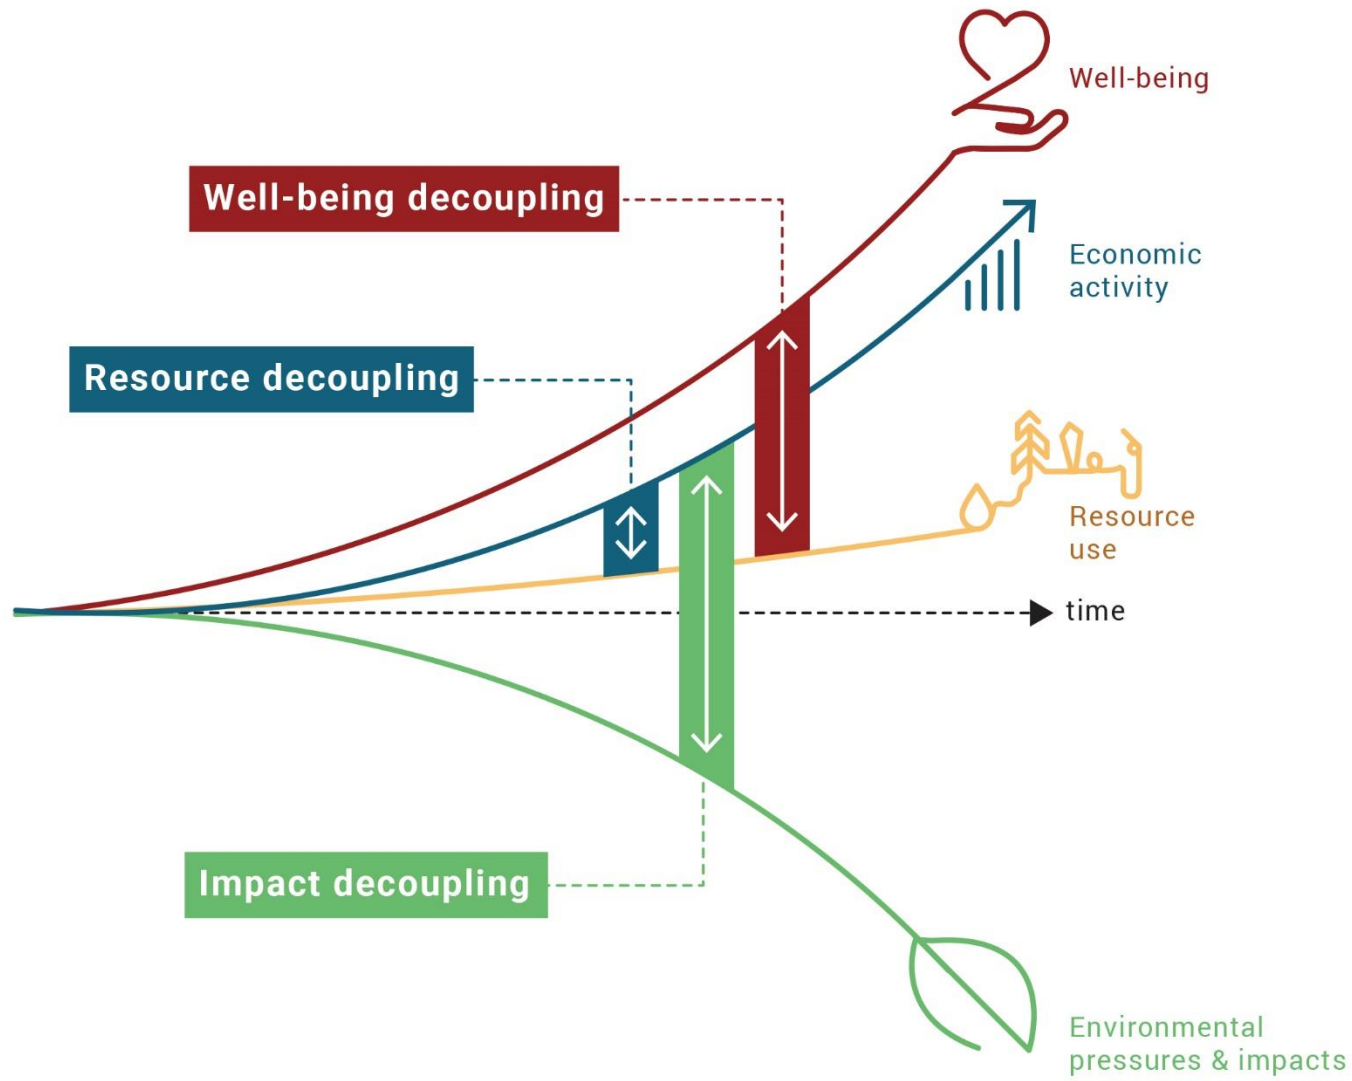 Well-being
Well-being decoupling
Economic
activity
Resource decoupling
Resource
use
time
Impact decoupling
Environmental
pressures & impacts